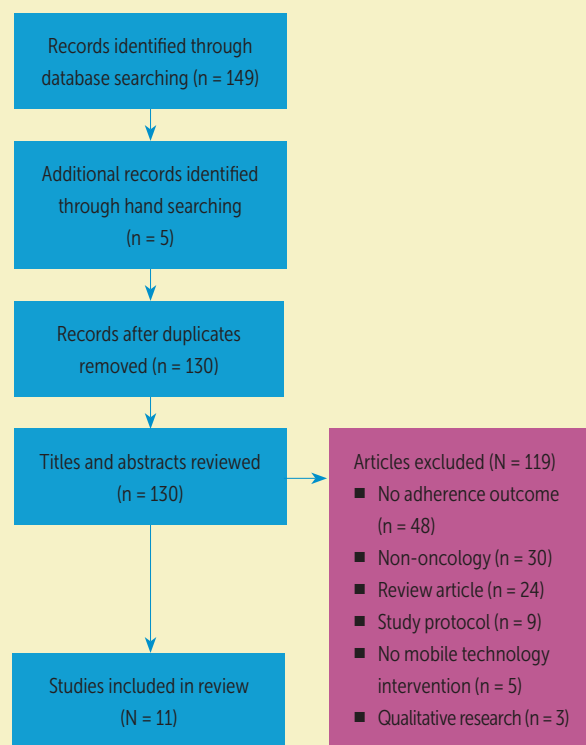 Records identified through
database searching (n = 149)
Additional records identified
through hand searching
(n = 5)
Records after duplicates
removed (n = 130)
Titles and abstracts reviewed
(n = 130)
Articles excluded (N = 119)
■ No adherence outcome
(n = 48)
■ Non-oncology (n = 30)
■ Review article (n = 24)
■ Study protocol (n = 9)
■ No mobile technology
intervention (n = 5)
■ Qualitative research (n = 3)
Studies included in review
(N = 11)